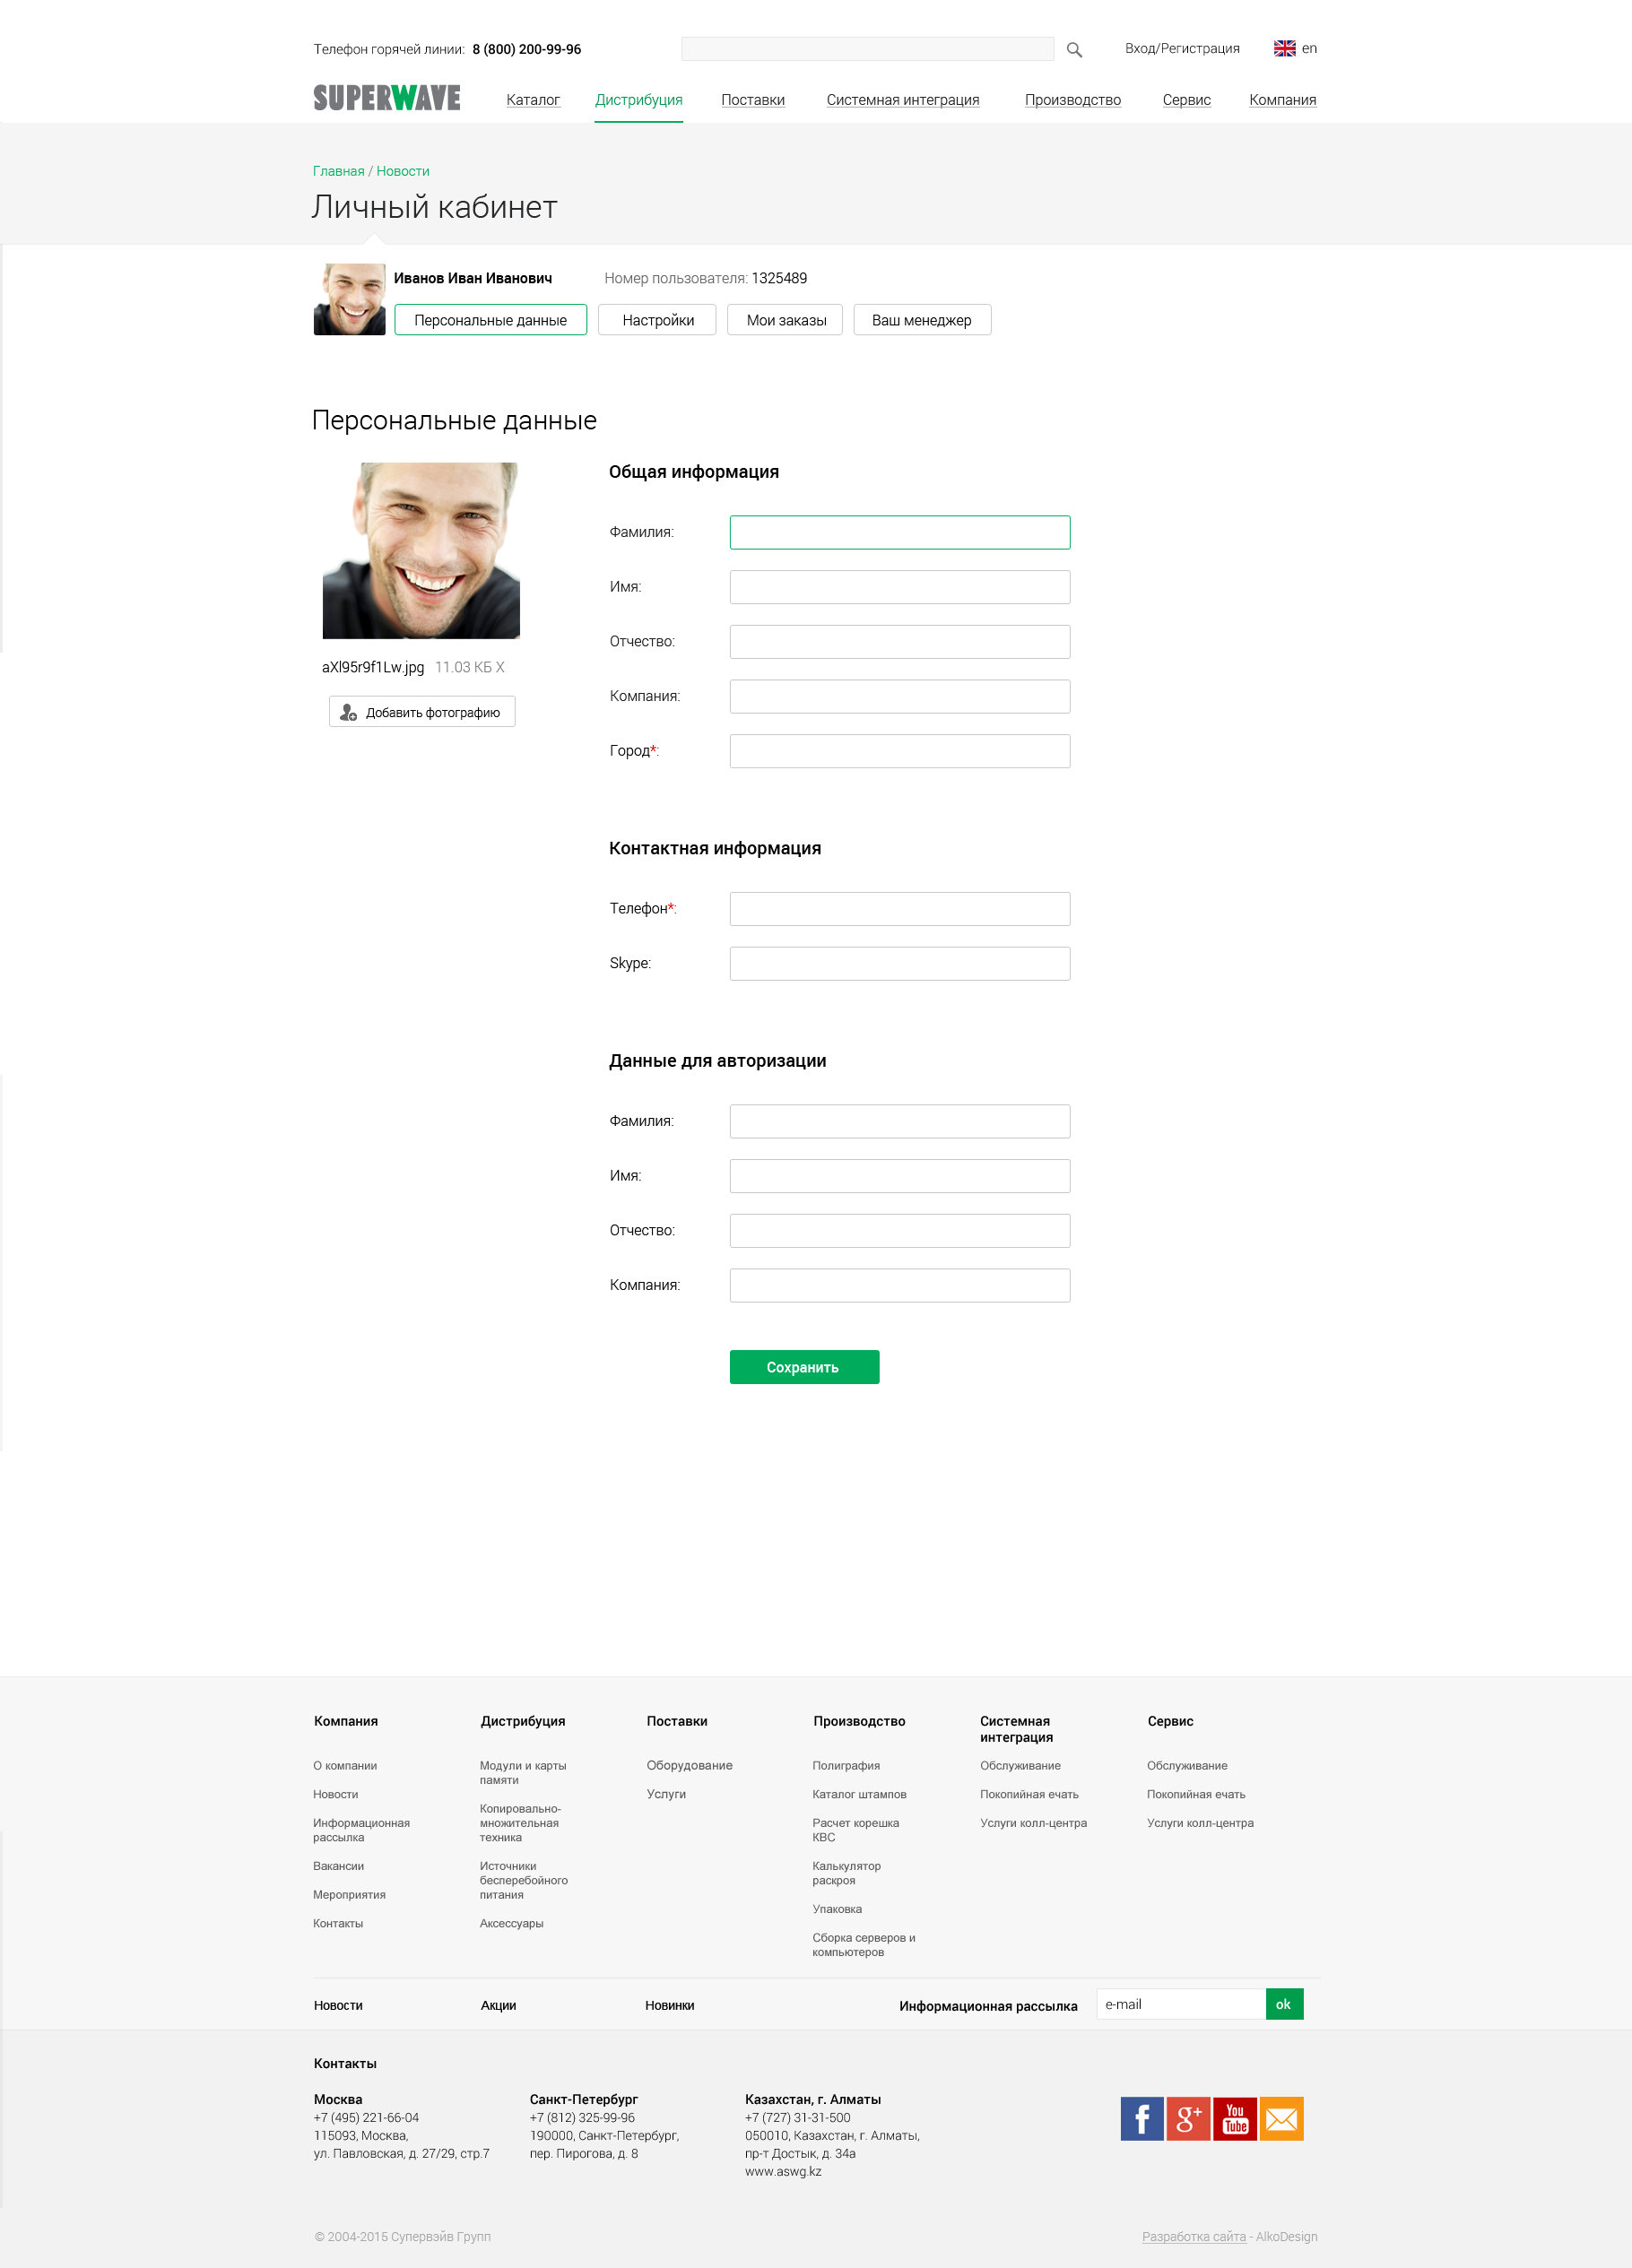 Телефон горячей линии: 8 (800) 200-99-96
Вход/Регистрация
en
SUPERWAVE
Каталог
Дистрибуция
Поставки
Системная интеграция
Производство
Сервис
Компания
Главная / Новости
Личный кабинет
Иванов Иван Иванович
Номер пользователя: 1325489
Персональные данные
Настройки
Мои заказы
Ваш менеджер
Персональные данные
aXl95r9f1Lw.jpg 11.03 КБ X
Добавить фотографию
Общая информация
Фамилия:
Имя:
Отчество:
Компания:
Город*:
Контактная информация
Телефон*:
Skype:
Данные для авторизации
Фамилия:
Имя:
Отчество:
Компания:
Сохранить
Компания
О компании
Новости
Информационная
рассылка
Вакансии
Мероприятия
Контакты
Дистрибуция
Модули и карты
памяти
Копировально-
множительная
техника
Источники
бесперебойного
питания
Аксессуары
Поставки
Оборудование
Услуги
Производство
Полиграфия
Каталог штампов
Расчет корешка
КВС
Калькулятор
раскроя
Упаковка
Сборка серверов и
компьютеров
Системная
интеграция
Обслуживание
Покопийная ечать
Услуги колл-центра
Сервис
Обслуживание
Покопийная ечать
Услуги колл-центра
Новости
Акции
Новинки
Информационная рассылка
e-mail
ok
Контакты
Москва
+7 (495) 221-66-04
115093, Москва,
ул. Павловская, д. 27/29, стр.7
Санкт-Петербург
+7 (812) 325-99-96
190000, Санкт-Петербург,
пер. Пирогова, д. 8
Казахстан, г. Алматы
+7 (727) 31-31-500
050010, Казахстан, г. Алматы,
пр-т Достык, д. 34а
www.aswg.kz
f
g+
You
Tube
© 2004-2015 Супервэйв Групп
Разработка сайта - AlkoDesign